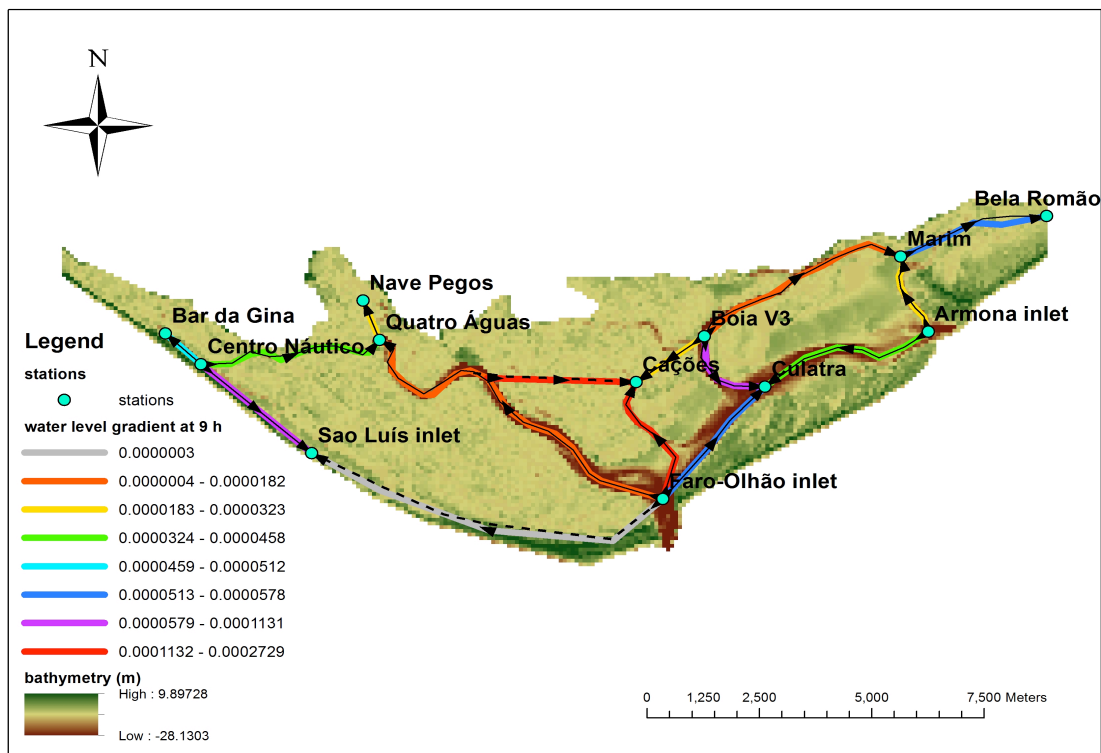 N
Bela Romão
Marim
Nave Pegos
Armona inlet
Bar da Gina
Quatro Águas
Boia V3
Legend
Centro Náutico
Cações
Culatra
stations
stations
water level gradient at 9 h
Sao Luís inlet
0.0000003
Faro-Olhão inlet
0.0000004 - 0.0000182
0.0000183 - 0.0000323
0.0000324 - 0.0000458
0.0000459 - 0.0000512
0.0000513 - 0.0000578
0.0000579 - 0.0001131
0.0001132 - 0.0002729
bathymetry (m)
High : 9.89728
Low : -28.1303
0 1,250 2,500 5,000 7,500 Meters